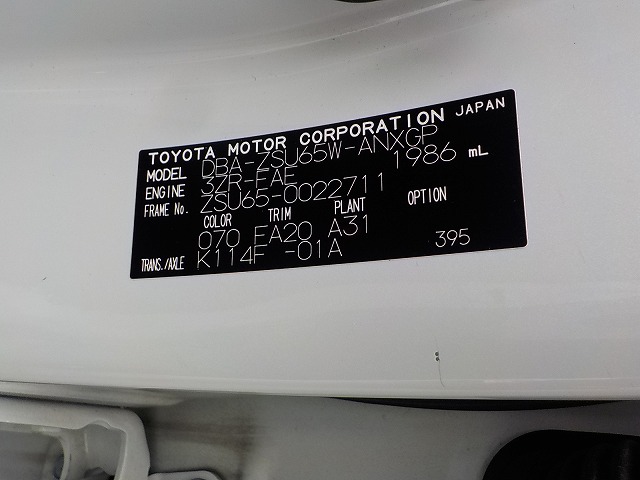 TOYOTA MOTOR CORPORATION JAPAN
MODEL DBA-ZSU65W-ANXGP
ENGINE 3ZR-FAE 1986 mL
FRAME No. ZSU65-0022711
COLOR TRIM PLANT OPTION
070 FA20 A31
TRANS./AXLE K114F -01A 395